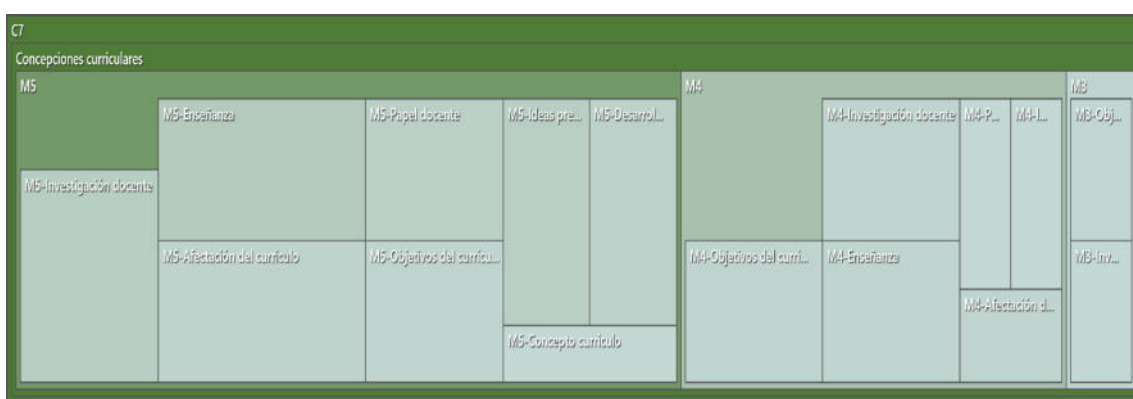 C7
Concepciones curriculares
M5
M4
M3
M5-Enseñanza
M5-Papel docente
M5-Ideas pre...
M5-Desarrol...
M4-Investigación docente
M4-P...
M4-I...
M3-Obj...
M5-Investigación docente
M5-Afectación del currículo
M5-Objetivos del currícu...
M4-Objetivos del curri...
M4-Enseñanza
M3-Inv...
M4-Afectación d...
M5-Concepto currículo